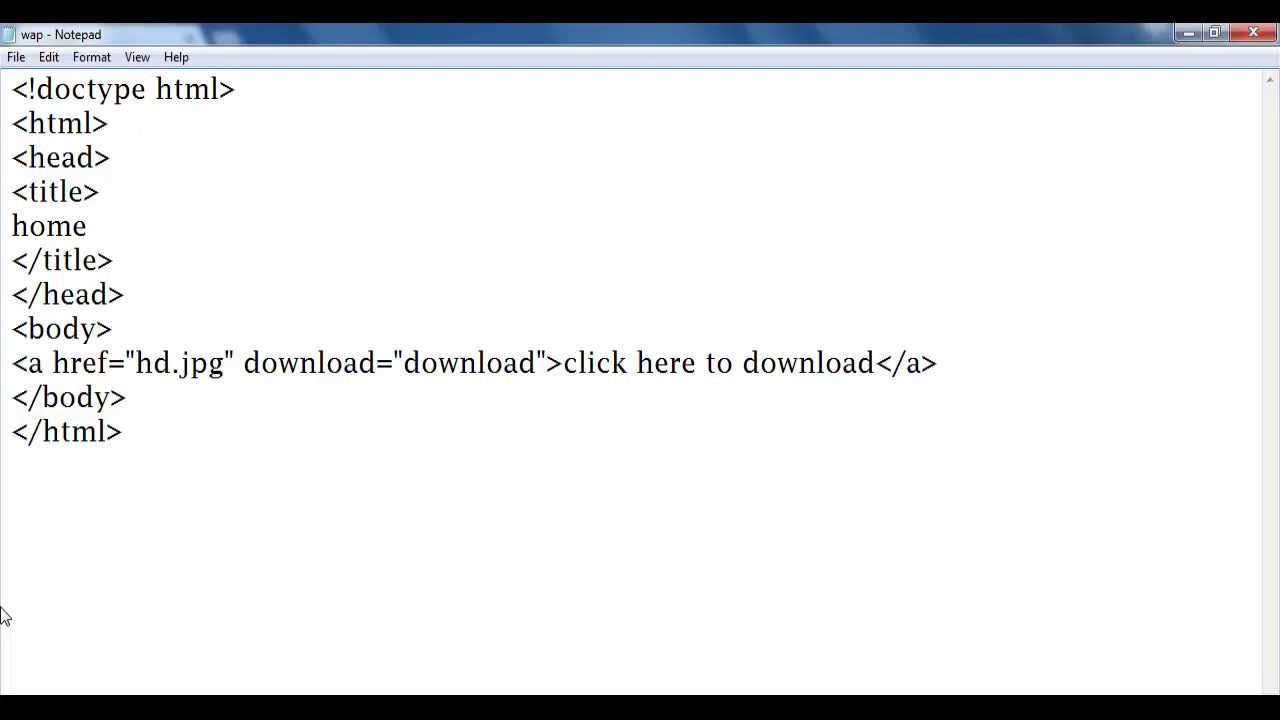 wap - Notepad
File Edit Format View Help
<!doctype html>
<html>
<head>
<title>
home
</title>
</head>
<body>
<a href="hd.jpg" download="download">click here to download</a>
</body>
</html>